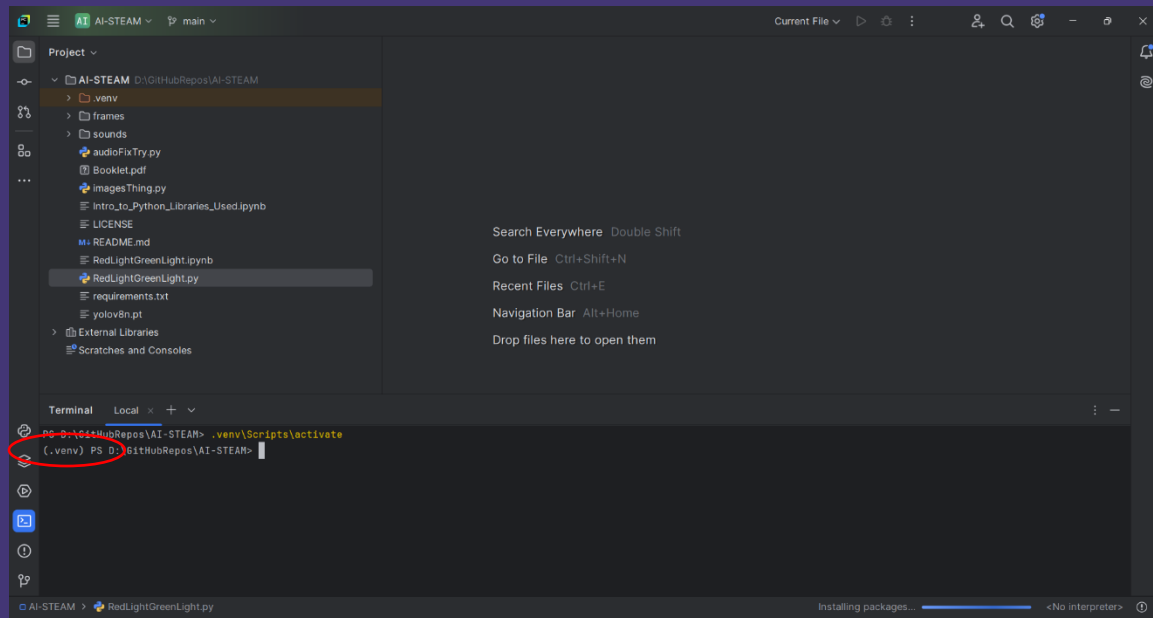 AI AI-STEAM main Current File
Project
AI-STEAM D:\GitHubRepos\AI-STEAM
.venv
frames
sounds
audioFixTry.py
Booklet.pdf
imagesThing.py
Intro_to_Python_Libraries_Used.ipynb
LICENSE
M↓ README.md
RedLightGreenLight.ipynb
RedLightGreenLight.py
requirements.txt
yolov8n.pt
External Libraries
Scratches and Consoles
Search Everywhere Double Shift
Go to File Ctrl+Shift+N
Recent Files Ctrl+E
Navigation Bar Alt+Home
Drop files here to open them
Terminal Local
PS D:\GitHubRepos\AI-STEAM> .venv\Scripts\activate
(.venv) PS D:\GitHubRepos\AI-STEAM>
AI-STEAM > RedLightGreenLight.py Installing packages... <No interpreter>